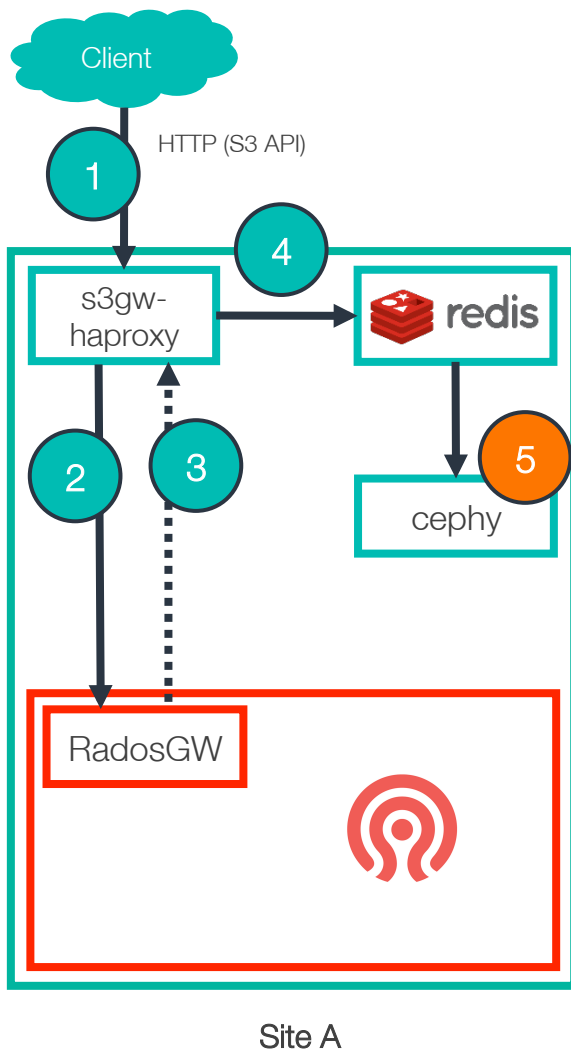 Client
HTTP (S3 API)
1
4
s3gw-
haproxy
redis
2
3
5
cephy
RadosGW
Site A